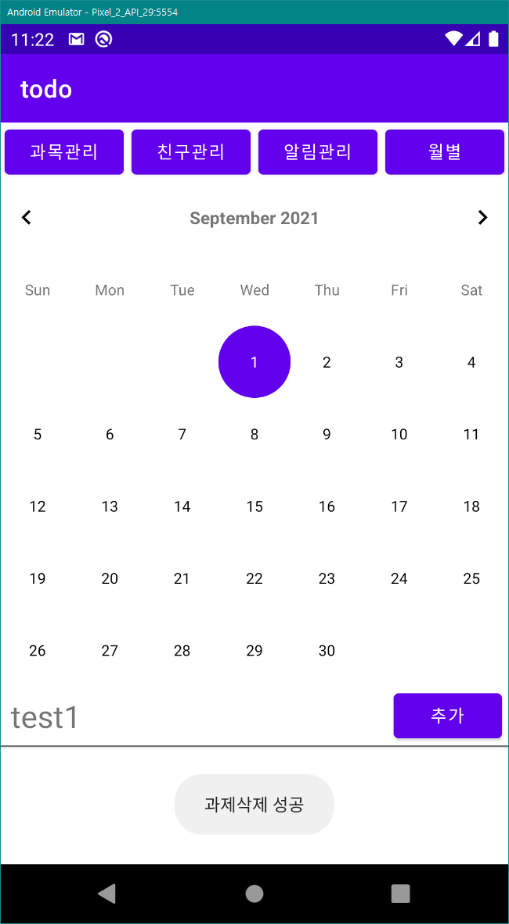 Android Emulator - Pixel_2_API_29:5554
11:22
todo
과목관리 친구관리 알림관리 월별
September 2021
Sun Mon Tue Wed Thu Fri Sat
1 2 3 4
5 6 7 8 9 10 11
12 13 14 15 16 17 18
19 20 21 22 23 24 25
26 27 28 29 30
test1 추가
과제삭제 성공